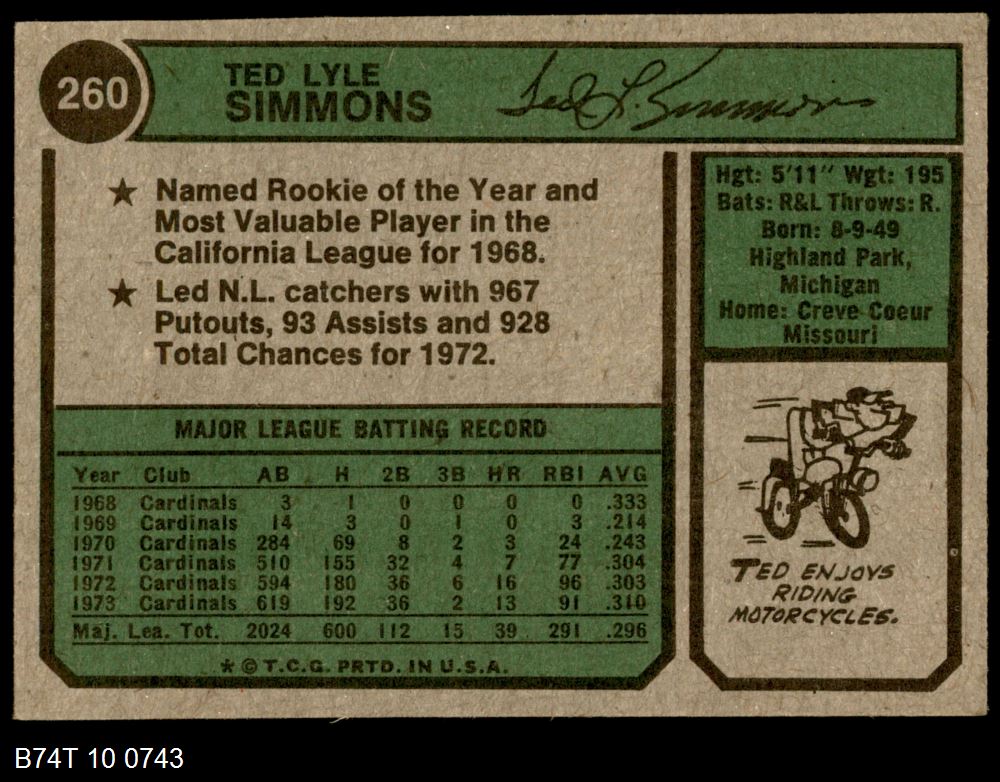 260
TED LYLE
SIMMONS
Ted L. Simmons
★ Named Rookie of the Year and
Most Valuable Player in the
California League for 1968.
★ Led N.L. catchers with 967
Putouts, 93 Assists and 928
Total Chances for 1972.
Hgt: 5'11" Wgt: 195
Bats: R&L Throws: R.
Born: 8-9-49
Highland Park,
Michigan
Home: Creve Coeur
Missouri
MAJOR LEAGUE BATTING RECORD
Year Club AB H 2B 3B HR RBI AVG
1968 Cardinals 3 1 0 0 0 0 .333
1969 Cardinals 14 3 0 1 0 3 .214
1970 Cardinals 284 69 8 2 3 24 .243
1971 Cardinals 510 155 32 4 7 77 .304
1972 Cardinals 594 180 36 6 16 96 .303
1973 Cardinals 619 192 36 2 13 91 .310
Maj. Lea. Tot. 2024 600 112 15 39 291 .296
* © T.C.G. PRTD. IN U.S.A.
TED ENJOYS
RIDING
MOTORCYCLES.
B74T 10 0743